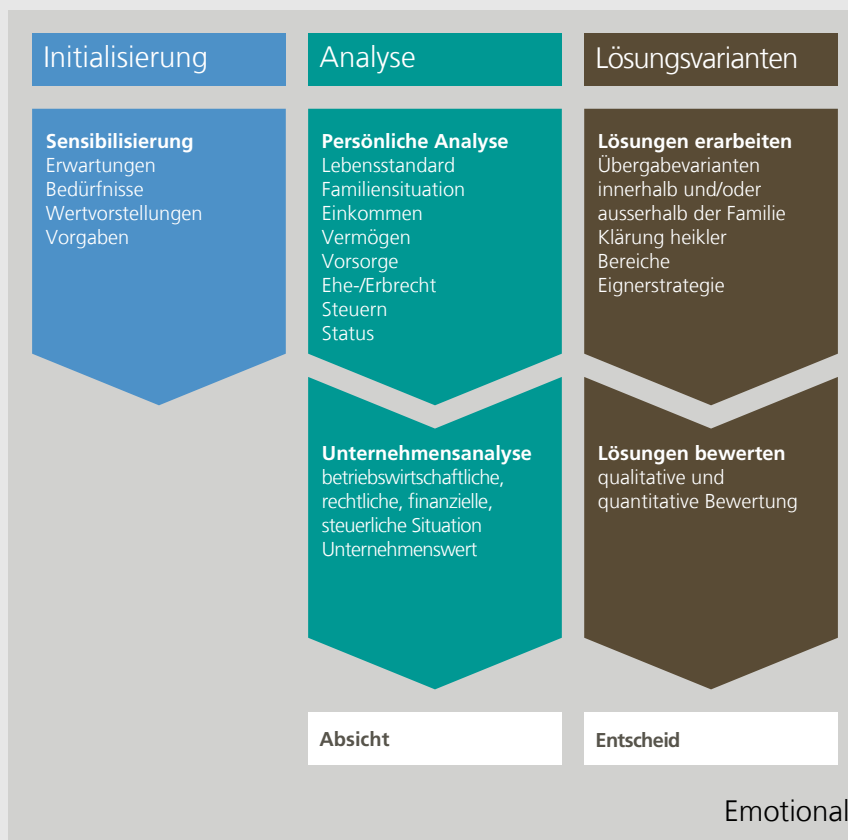 Initialisierung
Sensibilisierung
Erwartungen
Bedürfnisse
Wertvorstellungen
Vorgaben
Analyse
Persönliche Analyse
Lebensstandard
Familiensituation
Einkommen
Vermögen
Vorsorge
Ehe-/Erbrecht
Steuern
Status
Unternehmensanalyse
betriebswirtschaftliche,
rechtliche, finanzielle,
steuerliche Situation
Unternehmenswert
Absicht
Lösungsvarianten
Lösungen erarbeiten
Übergabevarianten
innerhalb und/oder
ausserhalb der Familie
Klärung heikler
Bereiche
Eignerstrategie
Lösungen bewerten
qualitative und
quantitative Bewertung
Entscheid
Emotional